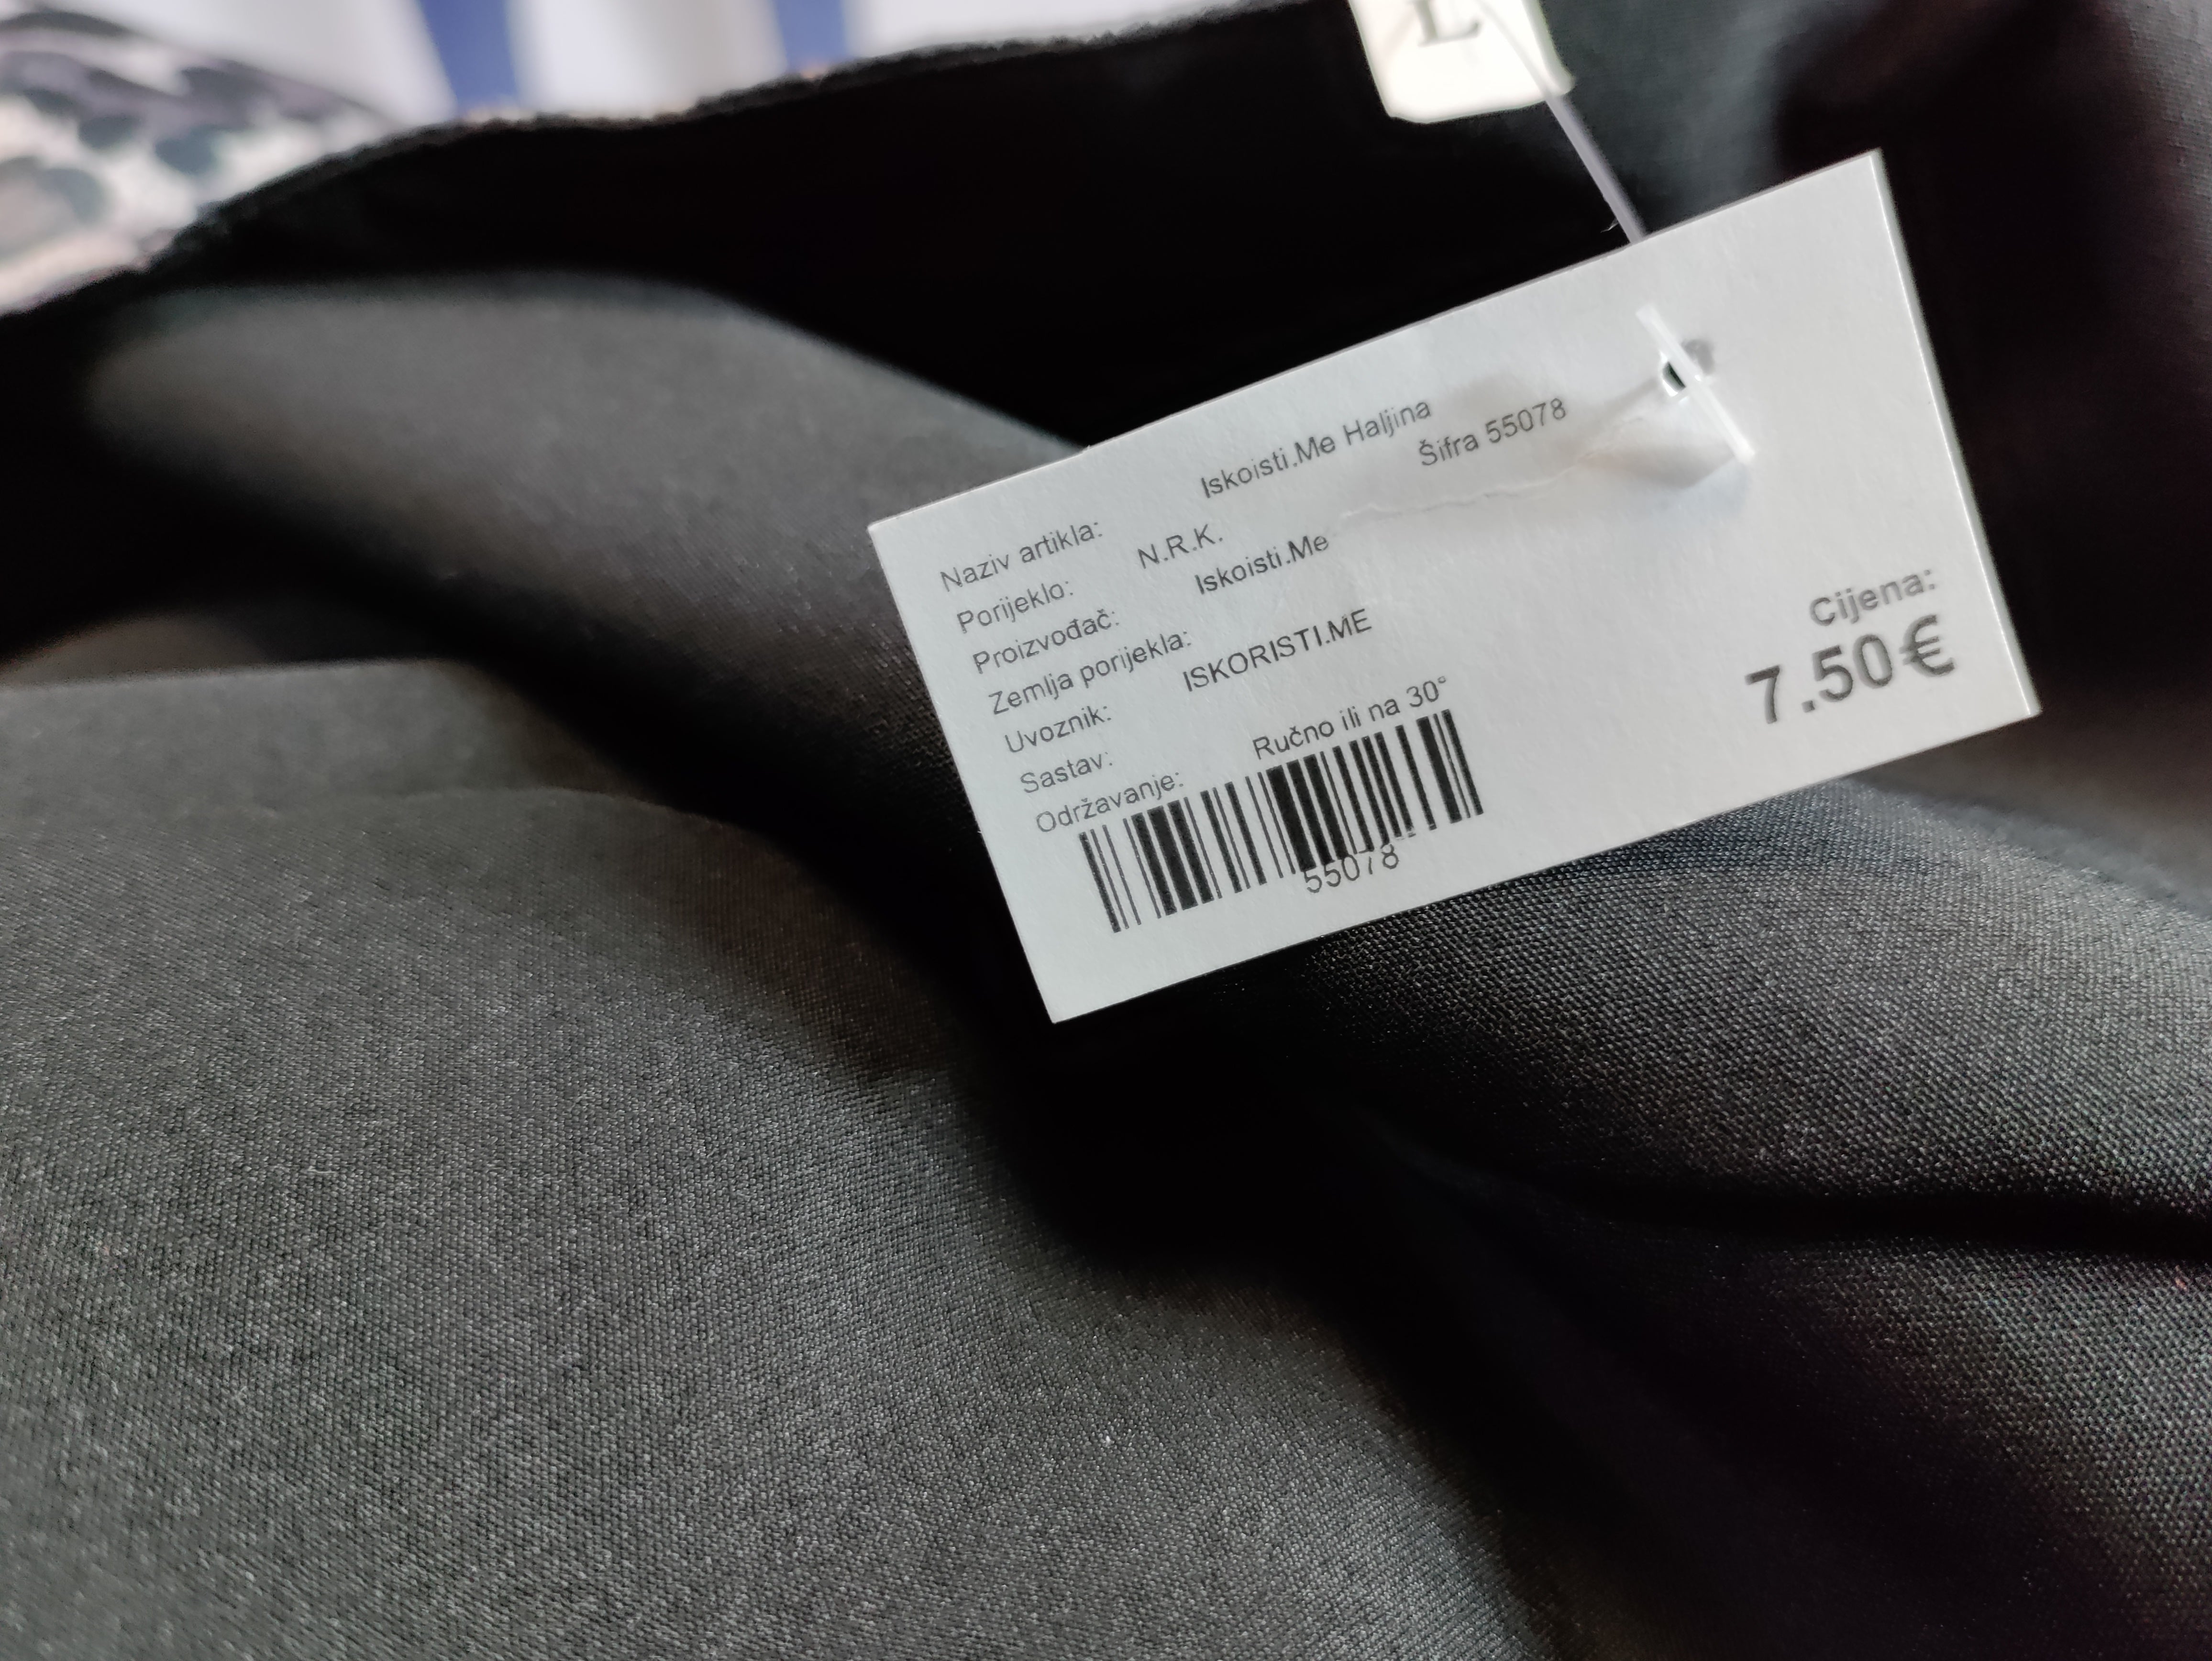 L
Naziv artikla: Iskoisti.Me Haljina
Porijeklo: N.R.K. Šifra 55078
Proizvođač: Iskoisti.Me
Zemlja porijekla:
Uvoznik: ISKORISTI.ME
Sastav:
Održavanje: Ručno ili na 30°
55078
Cijena:
7.50€